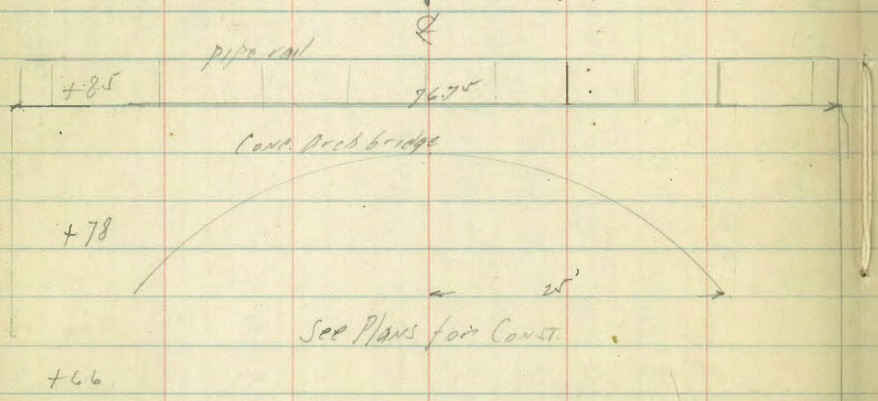 ℄
pipe rail
+85 76.75
Conc. Arch bridge
+78
25'
See Plans for Const.
+66